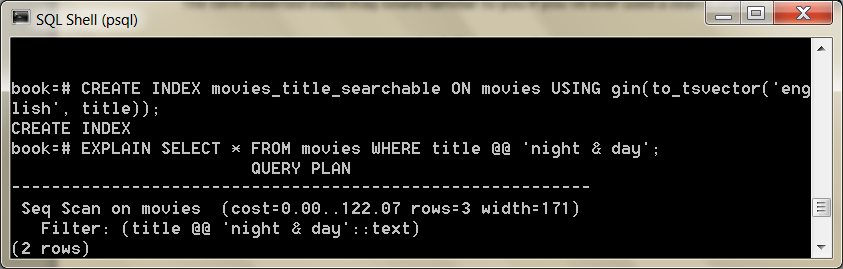 SQL Shell (psql)
book=# CREATE INDEX movies_title_searchable ON movies USING gin(to_tsvector('eng
lish', title));
CREATE INDEX
book=# EXPLAIN SELECT * FROM movies WHERE title @@ 'night & day';
QUERY PLAN
----------------------------------------------------------
Seq Scan on movies  (cost=0.00..122.07 rows=3 width=171)
Filter: (title @@ 'night & day'::text)
(2 rows)